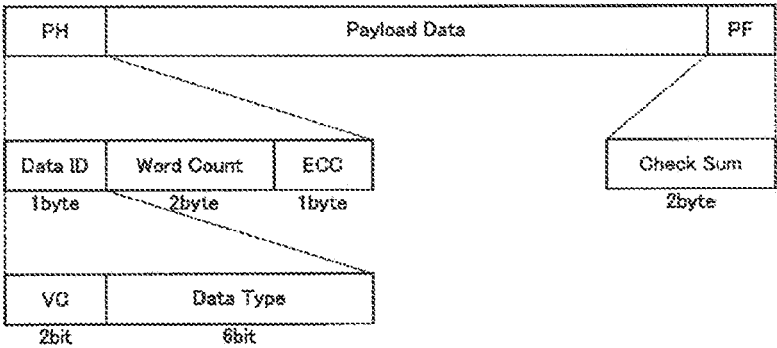 PH Payload Data PF
Data ID Word Count ECC Check Sum
1byte 2byte 1byte 2byte
VC Data Type
2bit 6bit